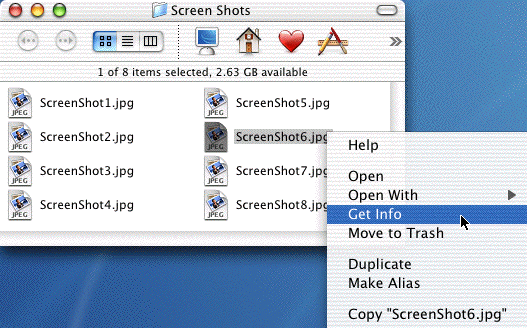 Screen Shots
1 of 8 items selected, 2.63 GB available
ScreenShot1.jpg
ScreenShot5.jpg
ScreenShot2.jpg
ScreenShot6.jpg
ScreenShot3.jpg
ScreenShot7.jpg
ScreenShot4.jpg
ScreenShot8.jpg
JPEG
JPEG
JPEG
JPEG
JPEG
JPEG
JPEG
JPEG
Help
Open
Open With
Get Info
Move to Trash
Duplicate
Make Alias
Copy "ScreenShot6.jpg"